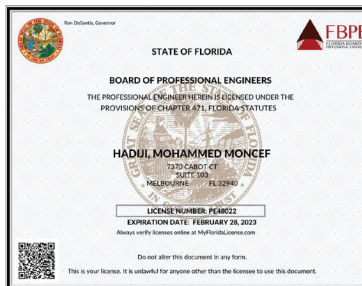 Ron DeSantis, Governor
FBPE
FLORIDA BOARD OF
PROFESSIONAL ENGINEERS
STATE OF FLORIDA
BOARD OF PROFESSIONAL ENGINEERS
THE PROFESSIONAL ENGINEER HEREIN IS LICENSED UNDER THE
PROVISIONS OF CHAPTER 471, FLORIDA STATUTES
HADIJI, MOHAMMED MONCEF
7370 CABOT CT
SUITE 103
MELBOURNE FL 32940
LICENSE NUMBER: PE48022
EXPIRATION DATE: FEBRUARY 28, 2023
Always verify licenses online at MyFloridaLicense.com
Do not alter this document in any form.
This is your license. It is unlawful for anyone other than the licensee to use this document.